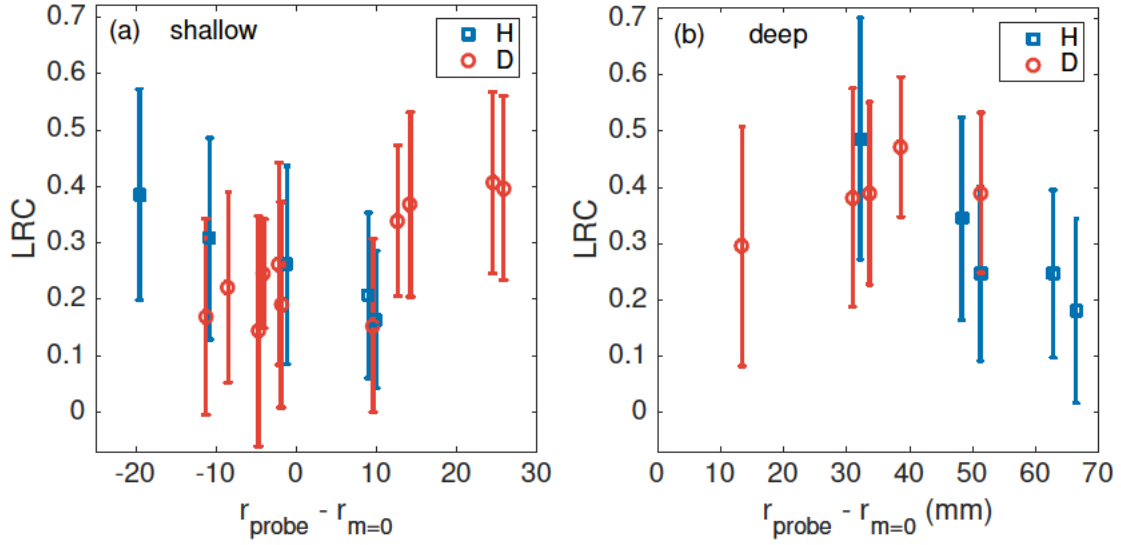 (a) shallow
H
D
LRC
0.7
0.6
0.5
0.4
0.3
0.2
0.1
0
-20 -10 0 10 20 30
r_probe - r_m=0
(b) deep
H
D
LRC
0.7
0.6
0.5
0.4
0.3
0.2
0.1
0
0 10 20 30 40 50 60 70
r_probe - r_m=0 (mm)